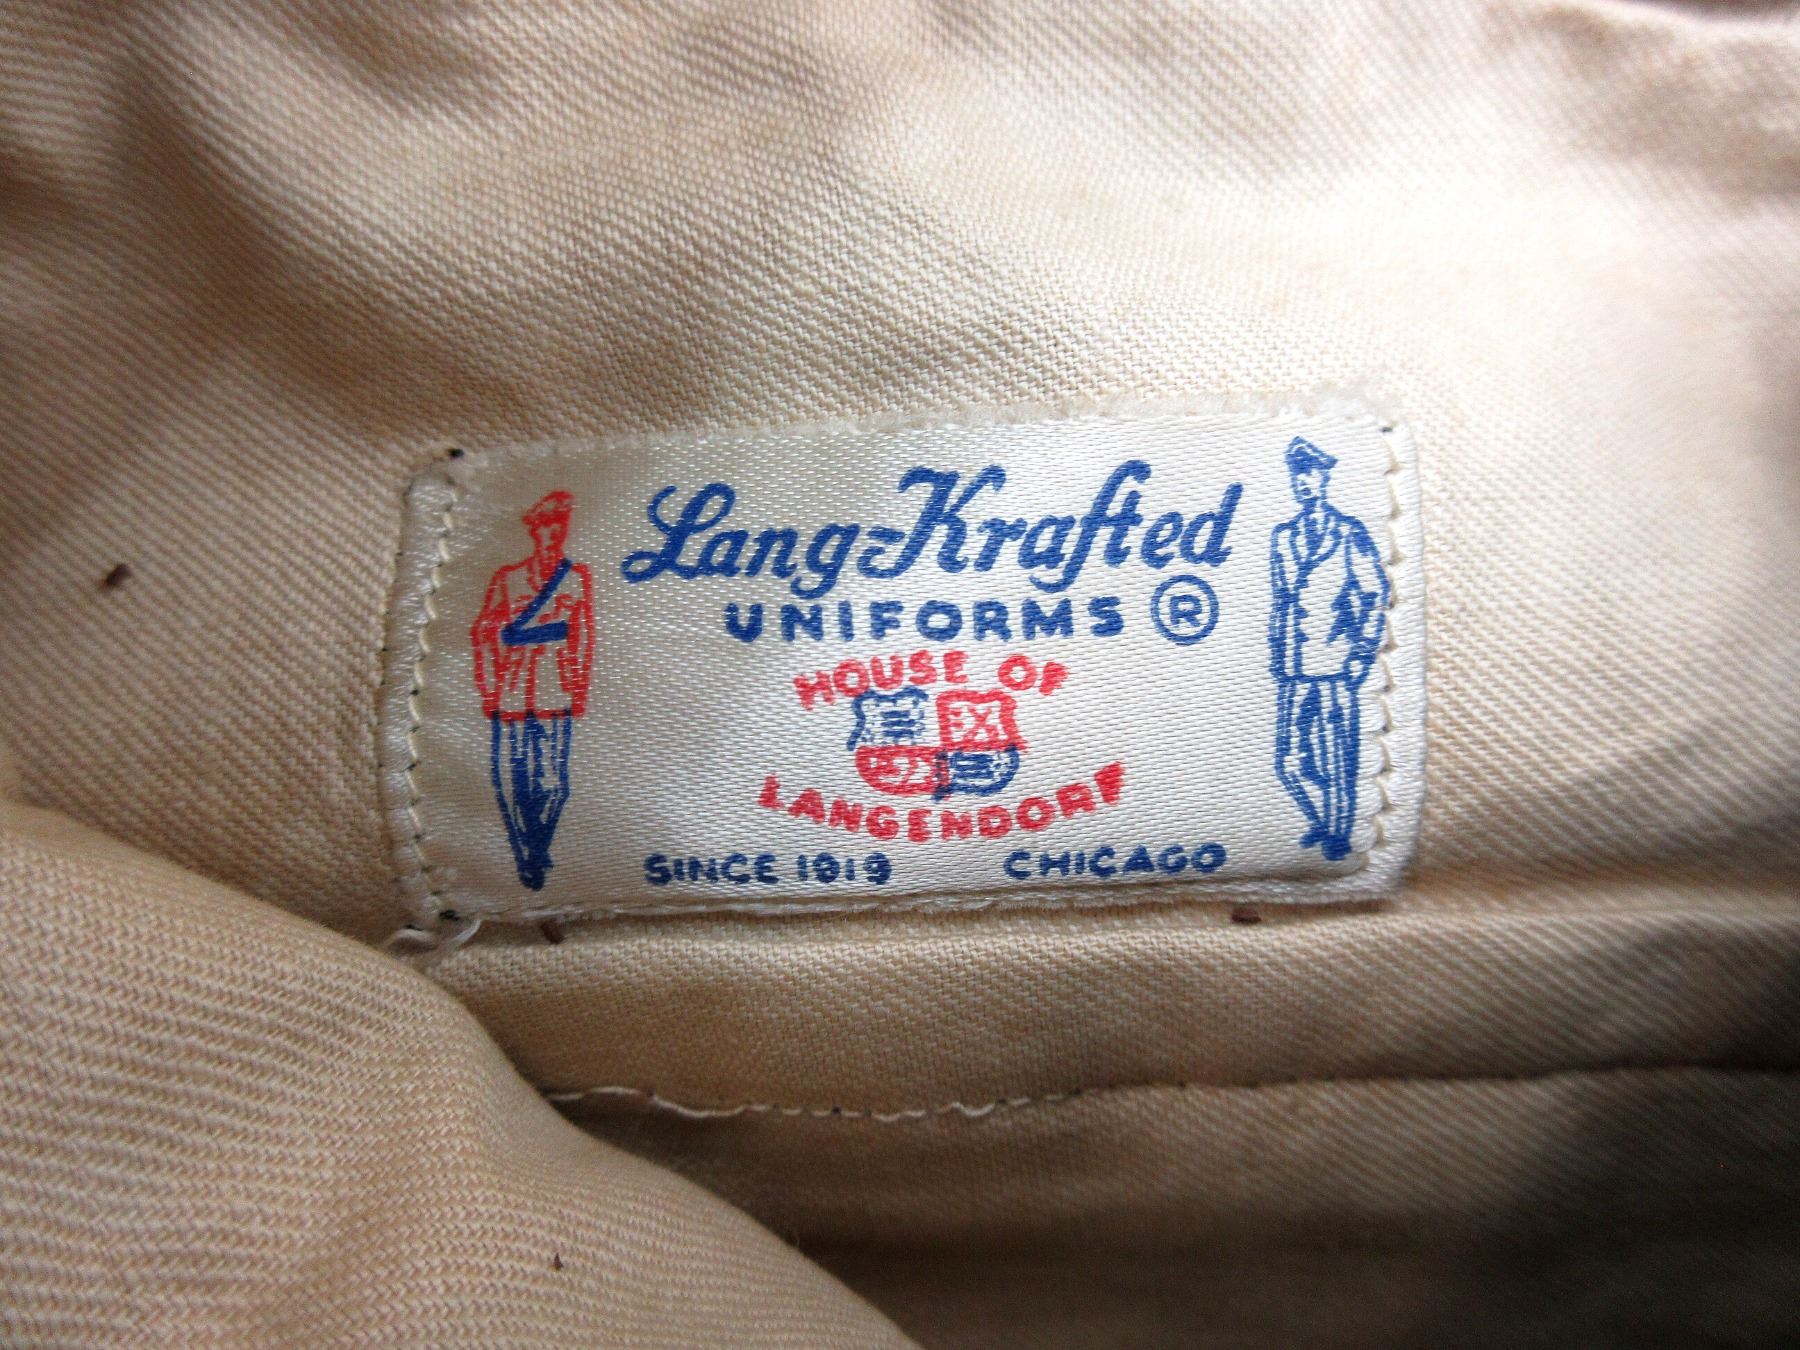 Lang-Krafted
UNIFORMS ®
HOUSE OF
LANGENDORF
SINCE 1919 CHICAGO